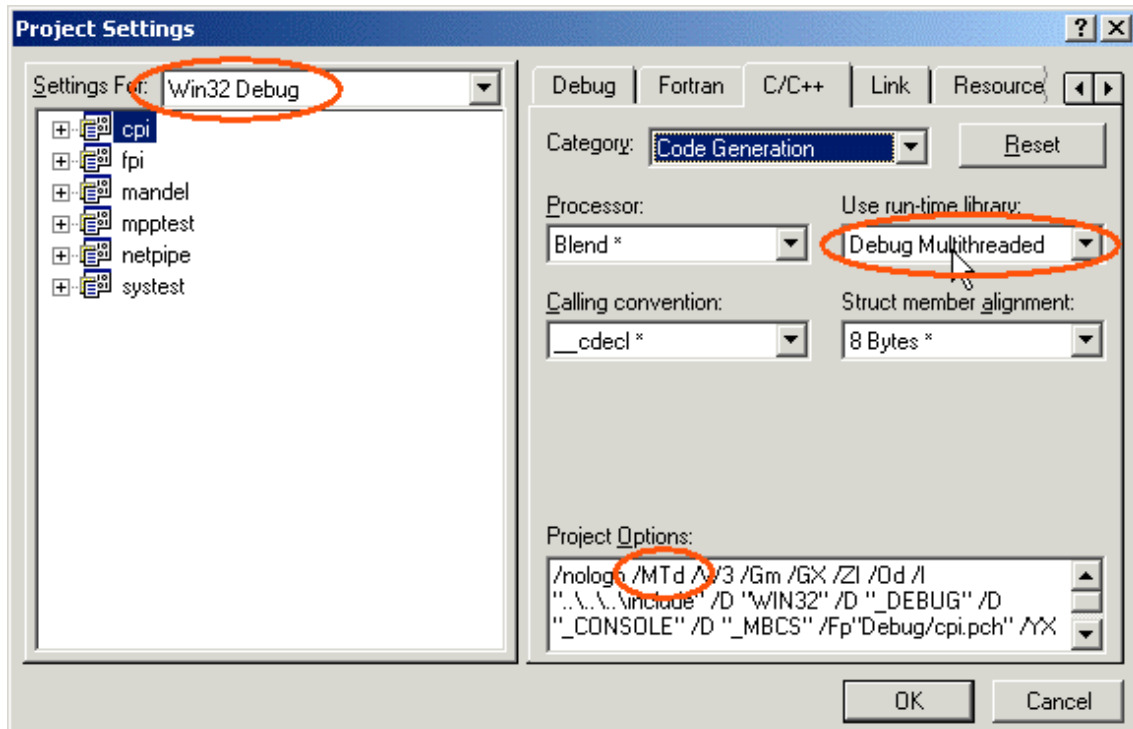 Project Settings
Settings For: Win32 Debug
cpi
fpi
mandel
mpptest
netpipe
systest
Debug Fortran C/C++ Link Resource
Category: Code Generation Reset
Processor: Use run-time library:
Blend * Debug Multithreaded
Calling convention: Struct member alignment:
__cdecl * 8 Bytes *
Project Options:
/nologo /MTd /W3 /Gm /GX /ZI /Od /I
"..\..\..\include" /D "WIN32" /D "_DEBUG" /D
"_CONSOLE" /D "_MBCS" /Fp"Debug/cpi.pch" /YX
OK Cancel